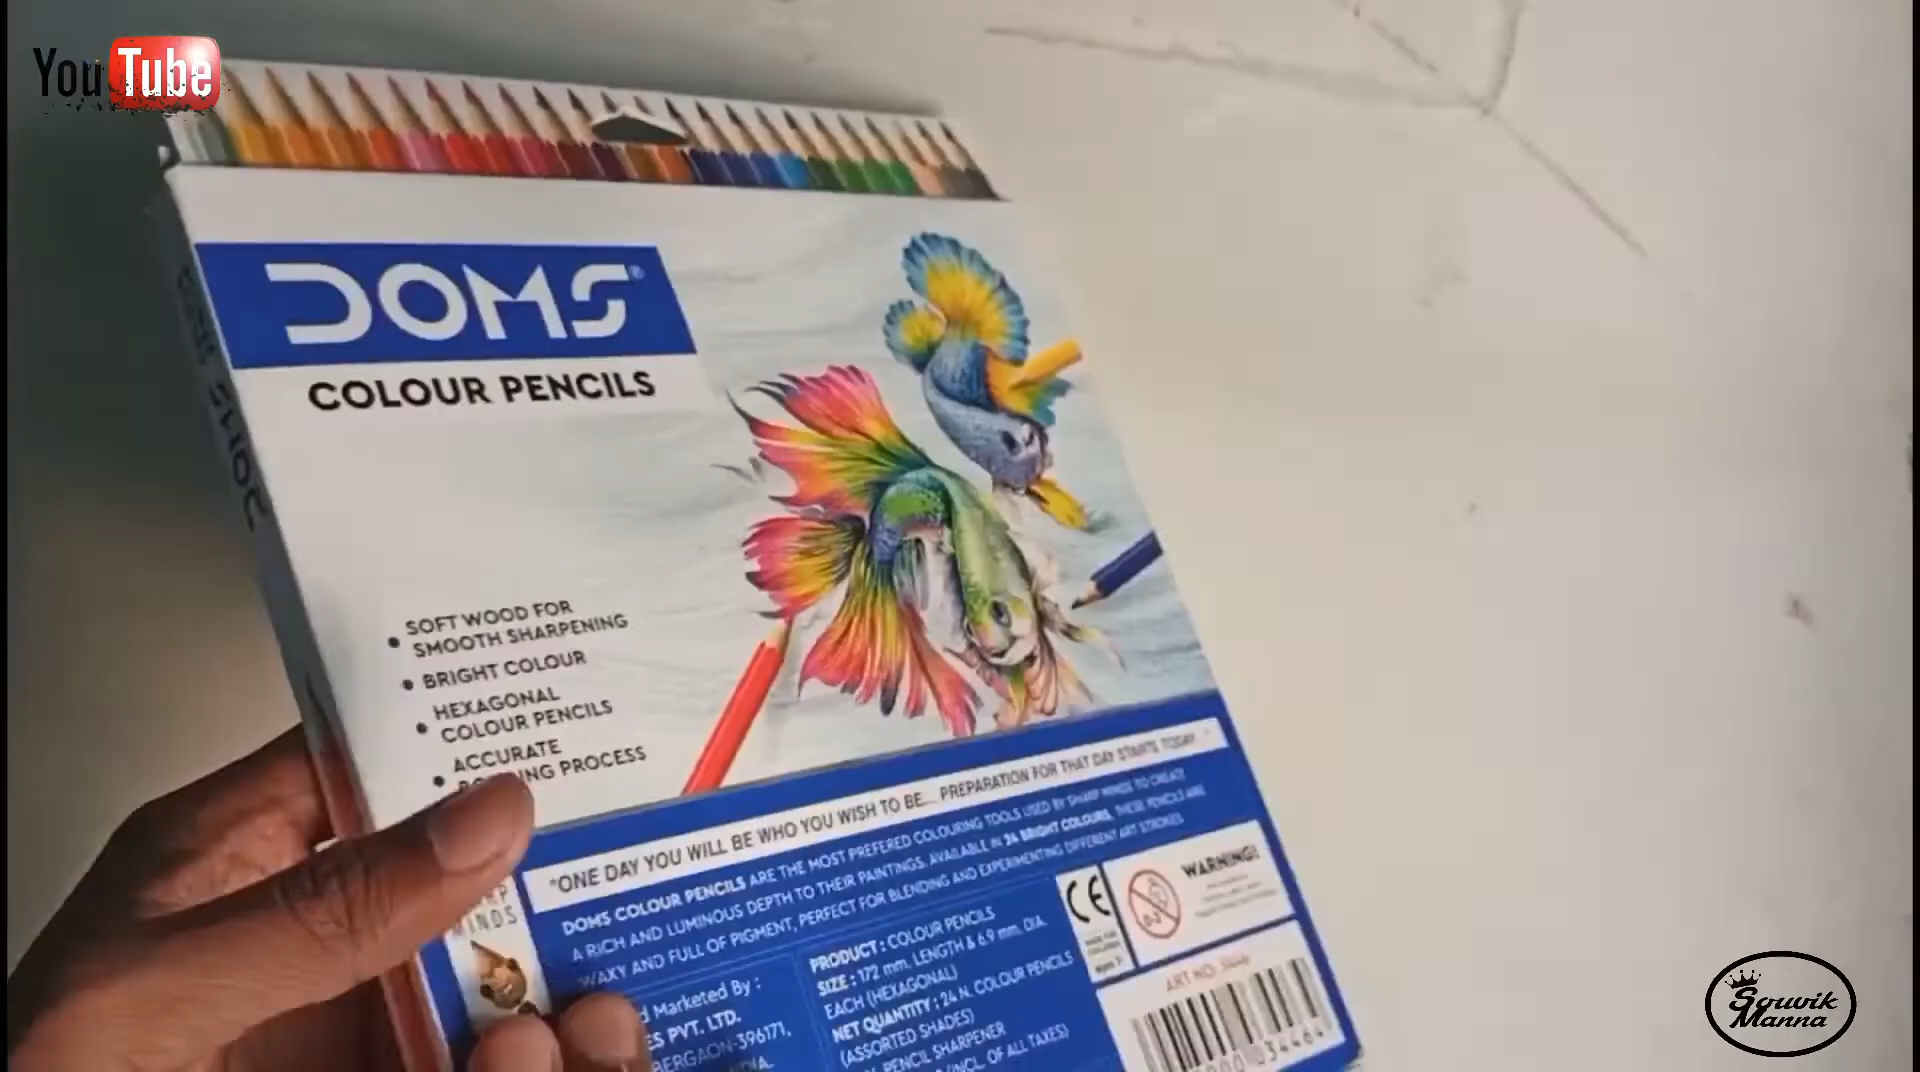 YouTube
DOMS®
COLOUR PENCILS
DOMS
• SOFT WOOD FOR
SMOOTH SHARPENING
• BRIGHT COLOUR
• HEXAGONAL
COLOUR PENCILS
• ACCURATE
PROCESS
"ONE DAY YOU WILL BE WHO YOU WISH TO BE... PREPARATION FOR THAT DAY STARTS TODAY
DOMS COLOUR PENCILS ARE THE MOST PREFERED COLOURING TOOLS USED BY SHARP MINDS TO CREATE
A RICH AND LUMINOUS DEPTH TO THEIR PAINTINGS. AVAILABLE IN 24 BRIGHT COLOURS, THESE PENCILS ARE
WAXY AND FULL OF PIGMENT, PERFECT FOR BLENDING AND EXPERIMENTING DIFFERENT ART STROKES
MINDS
Marketed By :
PVT. LTD.
396171,
PRODUCT : COLOUR PENCILS
SIZE : 172 mm. LENGTH & 6.9 mm. DIA.
EACH (HEXAGONAL)
NET QUANTITY : 24 N. COLOUR PENCILS
(ASSORTED SHADES)
PENCIL SHARPENER
(INCL. OF ALL TAXES)
CE
0-3
WARNING!
ART NO.
Souvik
Manna